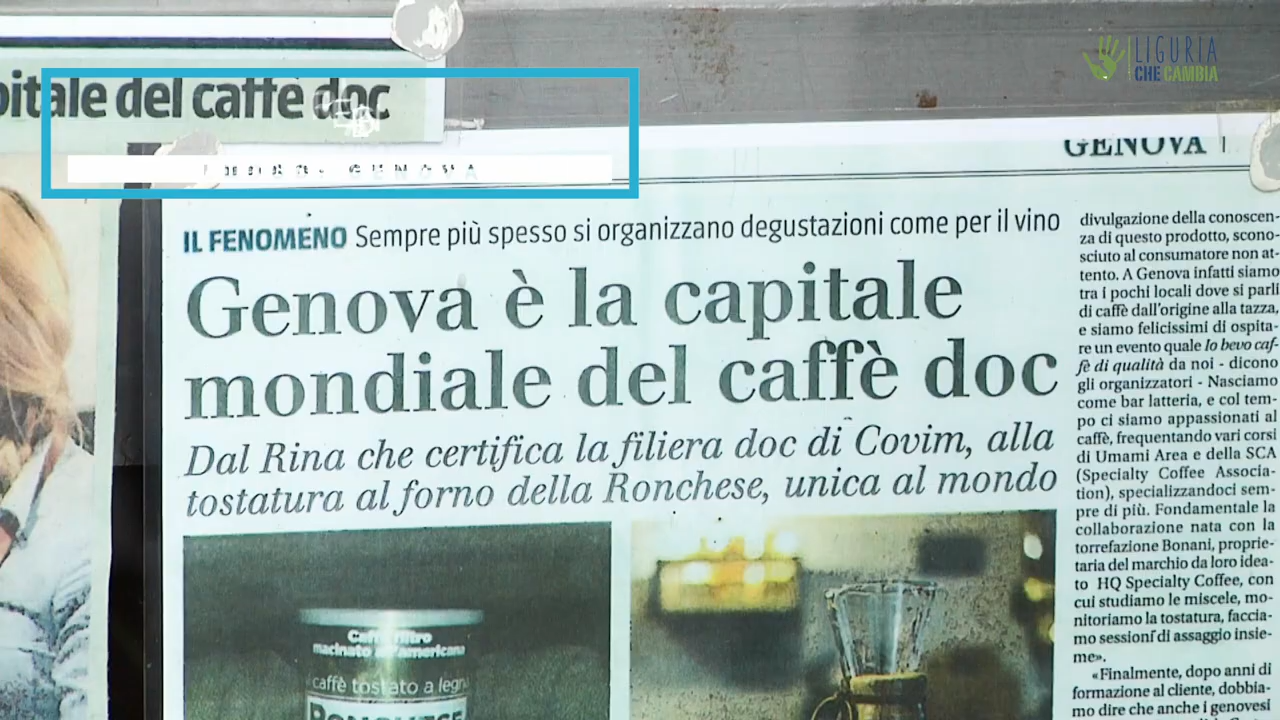 LIGURIA
CHE CAMBIA
pitale del caffè doc
GENOVA
IL FENOMENO Sempre più spesso si organizzano degustazioni come per il vino
Genova è la capitale
mondiale del caffè doc
Dal Rina che certifica la filiera doc di Covim, alla
tostatura al forno della Ronchese, unica al mondo
Caffè filtro
macinato all'americana
caffè tostato a legna
RONCHESE
divulgazione della conoscen-
za di questo prodotto, scono-
sciuto al consumatore non at-
tento. A Genova infatti siamo
tra i pochi locali dove si parli
di caffè dall'origine alla tazza,
e siamo felicissimi di ospita-
re un evento quale Io bevo caf-
fè di qualità da noi - dicono
gli organizzatori - Nasciamo
come bar latteria, e col tem-
po ci siamo appassionati al
caffè, frequentando vari corsi
di Umami Area e della SCA
(Specialty Coffee Associa-
tion), specializzandoci sem-
pre di più. Fondamentale la
collaborazione nata con la
torrefazione Bonani, proprie-
taria del marchio da loro idea-
to HQ Specialty Coffee, con
cui studiamo le miscele, mo-
nitoriamo la tostatura, faccia-
mo sessioni di assaggio insie-
me».
«Finalmente, dopo anni di
formazione al cliente, dobbia-
mo dire che anche i genovesi